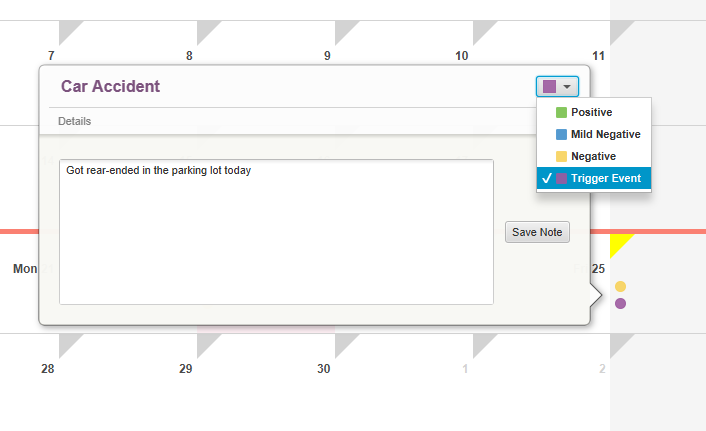 7 8 9 10 11
Car Accident
Details
Positive
Mild Negative
Negative
Trigger Event
Got rear-ended in the parking lot today
Save Note
Mon 25
28 29 30 1 2